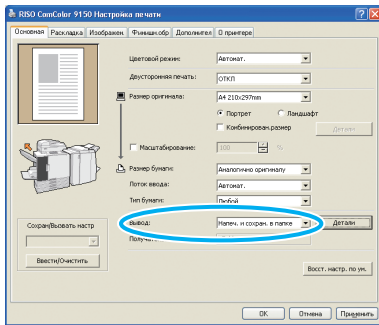 RISO ComColor 9150 Настройка печати
Основная Раскладка Изображен. Финишн.обр Дополнител О принтере
Цветовой режим: Автомат.
Двусторонняя печать: ОТКЛ
Размер оригинала: A4 210x297mm
Портрет Ландшафт
Комбинирован.размер Детали
Масштабирование: 100 %
Размер бумаги: Аналогично оригиналу
Лоток ввода: Автомат.
Тип бумаги: Любой
Сохран/Вызвать настр
Вывод: Напеч. и сохран. в папке Детали
Ввести/Очистить
Восст. настр. по ум.
OK Отмена Применить